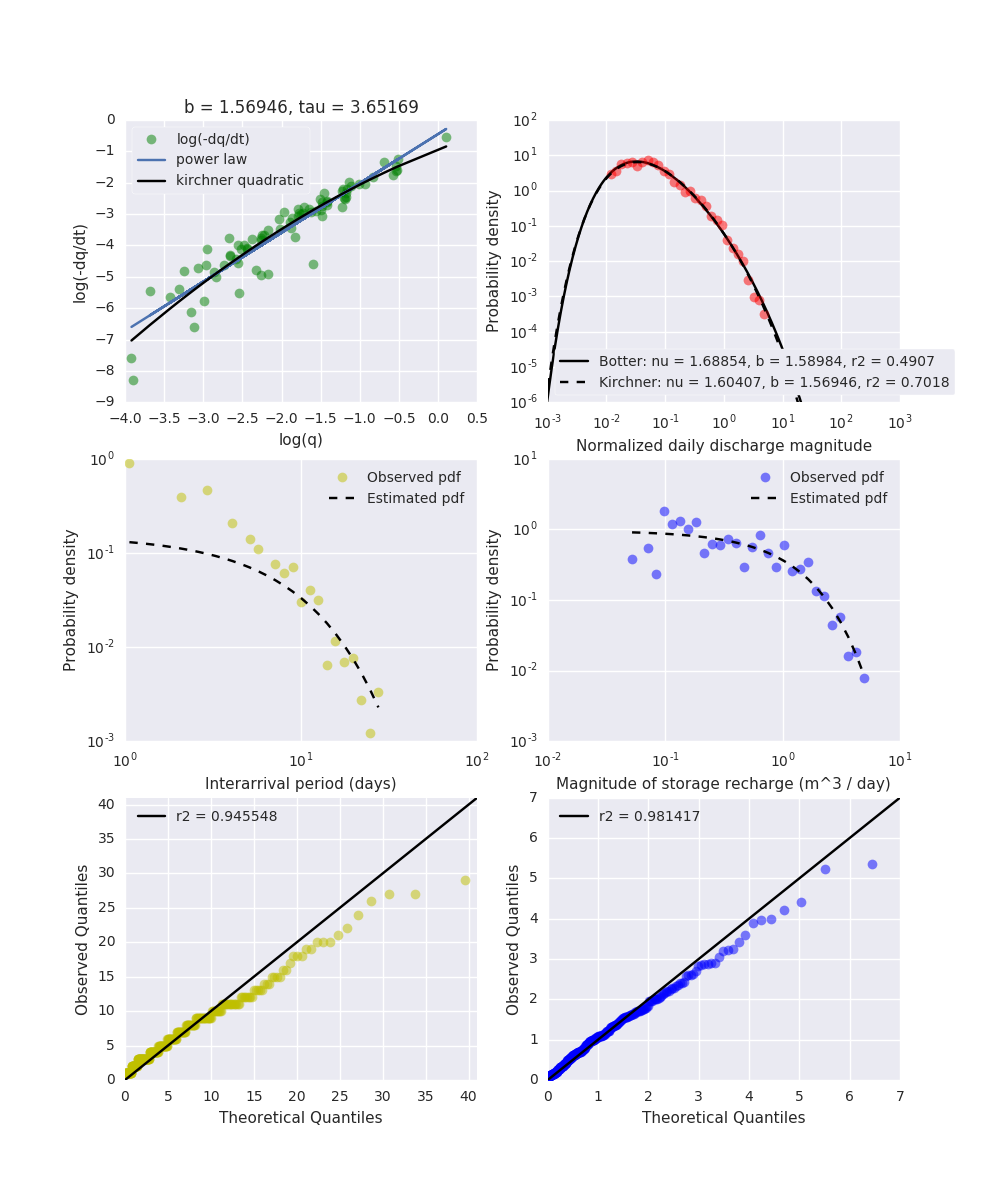 b = 1.56946, tau = 3.65169
0
−1
−2
−3
−4
−5
−6
−7
−8
−9
log(-dq/dt)
log(-dq/dt)
power law
kirchner quadratic
−4.0 −3.5 −3.0 −2.5 −2.0 −1.5 −1.0 −0.5 0.0 0.5
log(q)
10^2
10^1
10^0
10^-1
10^-2
10^-3
10^-4
10^-5
10^-6
Probability density
Botter: nu = 1.68854, b = 1.58984, r2 = 0.4907
Kirchner: nu = 1.60407, b = 1.56946, r2 = 0.7018
10^-3 10^-2 10^-1 10^0 10^1 10^2 10^3
Normalized daily discharge magnitude
10^0
10^-1
10^-2
10^-3
Probability density
Observed pdf
Estimated pdf
10^0 10^1 10^2
Interarrival period (days)
10^1
10^0
10^-1
10^-2
10^-3
Probability density
Observed pdf
Estimated pdf
10^-2 10^-1 10^0 10^1
Magnitude of storage recharge (m^3 / day)
40
35
30
25
20
15
10
5
0
Observed Quantiles
r2 = 0.945548
0 5 10 15 20 25 30 35 40
Theoretical Quantiles
7
6
5
4
3
2
1
0
Observed Quantiles
r2 = 0.981417
0 1 2 3 4 5 6 7
Theoretical Quantiles